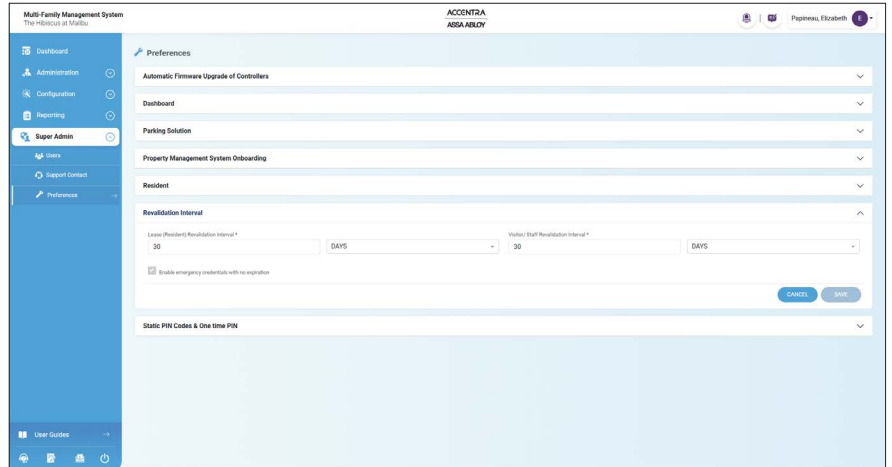 Multi-Family Management System
The Hibiscus at Malibu
ACCENTRA
ASSA ABLOY
Papineau, Elizabeth
E
Dashboard
Administration
Configuration
Reporting
Super Admin
Users
Support Contact
Preferences
User Guides
Preferences
Automatic Firmware Upgrade of Controllers
Dashboard
Parking Solution
Property Management System Onboarding
Resident
Revalidation Interval
Lease (Resident) Revalidation Interval *
Visitor/ Staff Revalidation Interval *
30 DAYS 30 DAYS
Enable emergency credentials with no expiration
CANCEL SAVE
Static PIN Codes & One time PIN